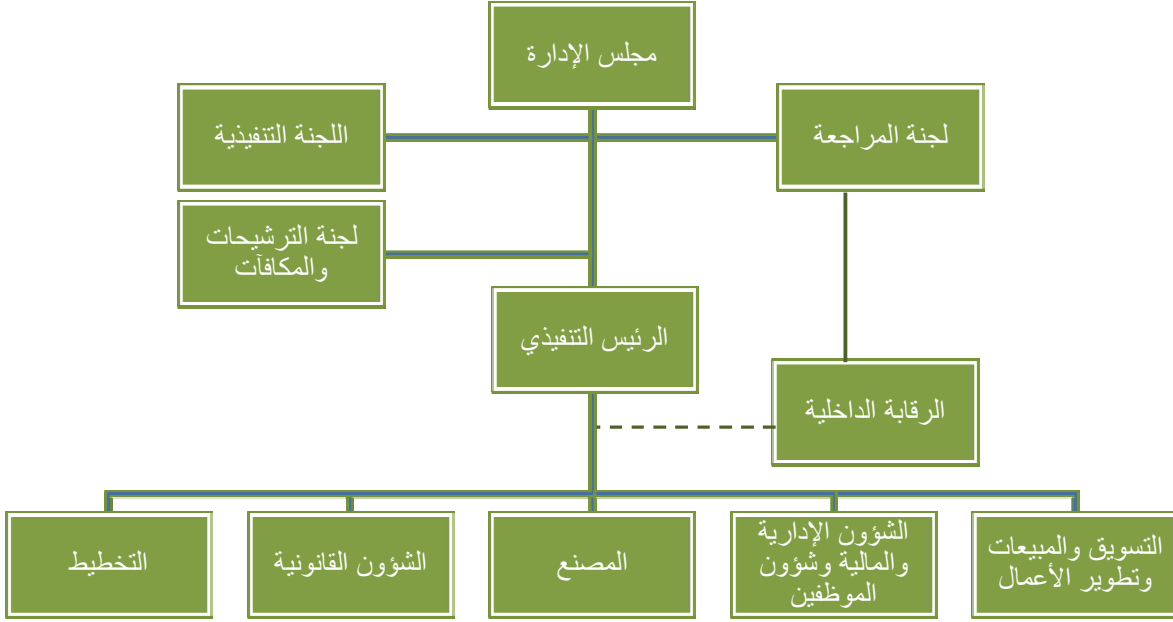 مجلس الإدارة
لجنة المراجعة
اللجنة التنفيذية
لجنة الترشيحات
والمكافآت
الرئيس التنفيذي
الرقابة الداخلية
التسويق والمبيعات
وتطوير الأعمال
الشؤون الإدارية
والمالية وشؤون
الموظفين
المصنع
الشؤون القانونية
التخطيط